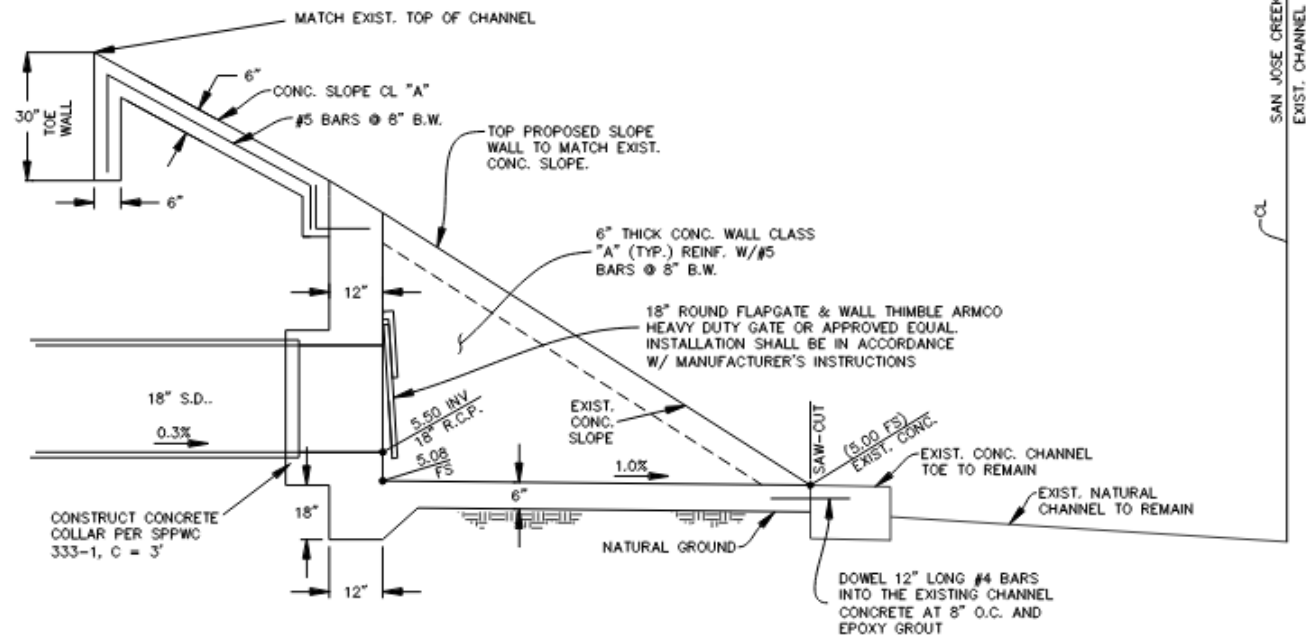 MATCH EXIST. TOP OF CHANNEL
6"
CONC. SLOPE CL "A"
#5 BARS @ 6" B.W.
30"
TOE
WALL
6"
TOP PROPOSED SLOPE
WALL TO MATCH EXIST.
CONC. SLOPE.
6" THICK CONC. WALL CLASS
"A" (TYP.) REINF. W/#5
BARS @ 8" B.W.
12"
18" ROUND FLAPGATE & WALL THIMBLE ARMCO
HEAVY DUTY GATE OR APPROVED EQUAL.
INSTALLATION SHALL BE IN ACCORDANCE
W/ MANUFACTURER'S INSTRUCTIONS
SAN JOSE CREEK
EXIST. CHANNEL
CL
18" S.D..
0.3%
5.50 INV
18" R.C.P.
5.08
FS
EXIST.
CONC.
SLOPE
1.0%
6"
SAW-CUT
(5.00 FS)
EXIST. CONC.
EXIST. CONC. CHANNEL
TOE TO REMAIN
EXIST. NATURAL
CHANNEL TO REMAIN
CONSTRUCT CONCRETE
COLLAR PER SPPWC
333-1, C = 3'
18"
12"
NATURAL GROUND
DOWEL 12" LONG #4 BARS
INTO THE EXISTING CHANNEL
CONCRETE AT 8" O.C. AND
EPOXY GROUT